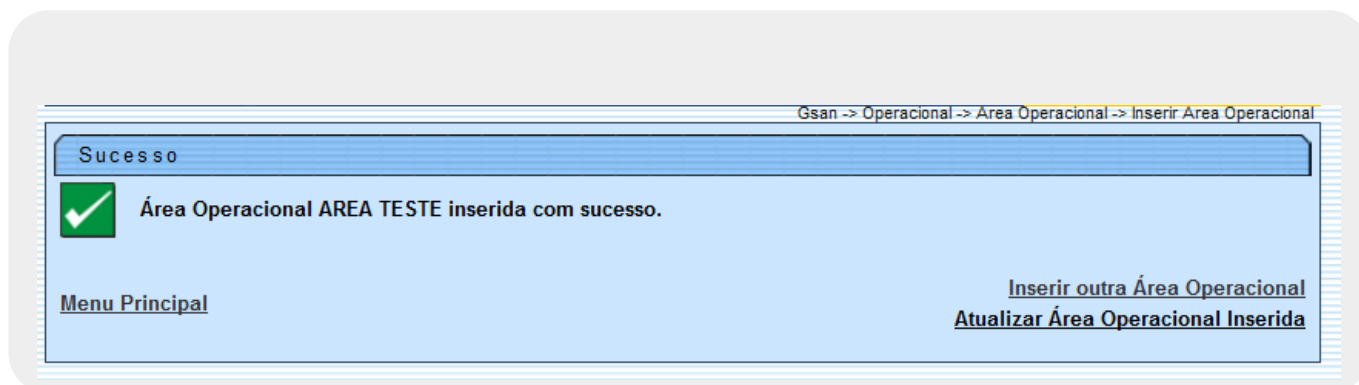 Gsan -> Operacional -> Area Operacional -> Inserir Area Operacional
Sucesso
Área Operacional AREA TESTE inserida com sucesso.
Inserir outra Área Operacional
Menu Principal
Atualizar Área Operacional Inserida